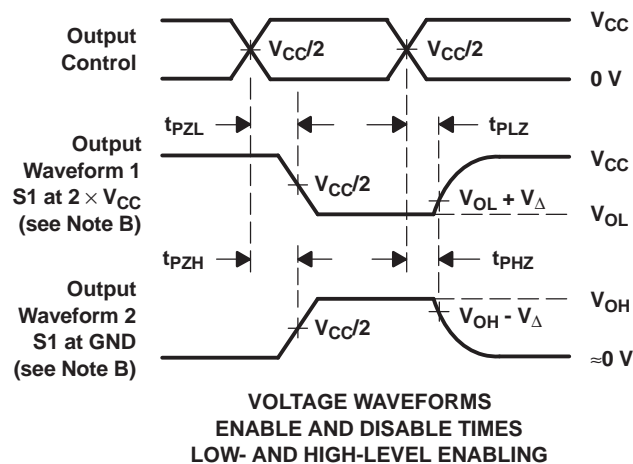 Output
Control
V_CC/2
V_CC/2
V_CC
0 V
t_PZL
t_PLZ
Output
Waveform 1
S1 at 2 × V_CC
(see Note B)
V_CC/2
V_CC
V_OL + V_Δ
V_OL
t_PZH
t_PHZ
Output
Waveform 2
S1 at GND
(see Note B)
V_CC/2
V_OH
V_OH - V_Δ
≈0 V
VOLTAGE WAVEFORMS
ENABLE AND DISABLE TIMES
LOW- AND HIGH-LEVEL ENABLING